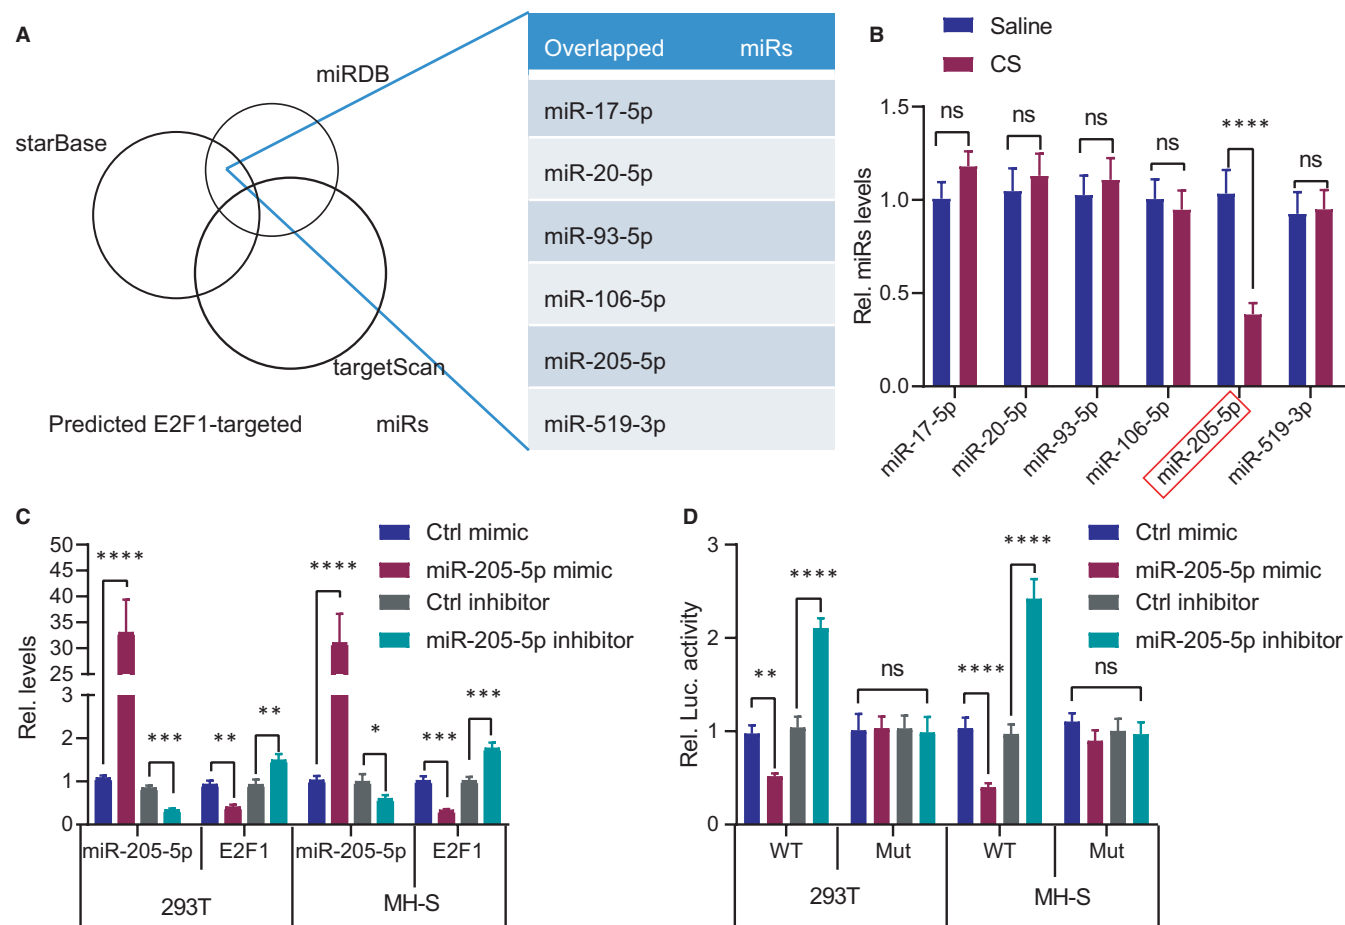 A
miRDB
starBase
targetScan
Predicted E2F1-targeted miRs
Overlapped miRs
miR-17-5p
miR-20-5p
miR-93-5p
miR-106-5p
miR-205-5p
miR-519-3p
B
Saline
CS
Rel. miRs levels
1.5
1.0
0.5
0.0
ns
ns
ns
ns
****
ns
miR-17-5p
miR-20-5p
miR-93-5p
miR-106-5p
miR-205-5p
miR-519-3p
C
Ctrl mimic
miR-205-5p mimic
Ctrl inhibitor
miR-205-5p inhibitor
Rel. levels
50
45
40
35
30
25
3
2
1
0
****
***
**
**
****
*
***
***
miR-205-5p
E2F1
miR-205-5p
E2F1
293T
MH-S
D
Ctrl mimic
miR-205-5p mimic
Ctrl inhibitor
miR-205-5p inhibitor
Rel. Luc. activity
3
2
1
0
**
****
ns
****
****
ns
WT
Mut
WT
Mut
293T
MH-S